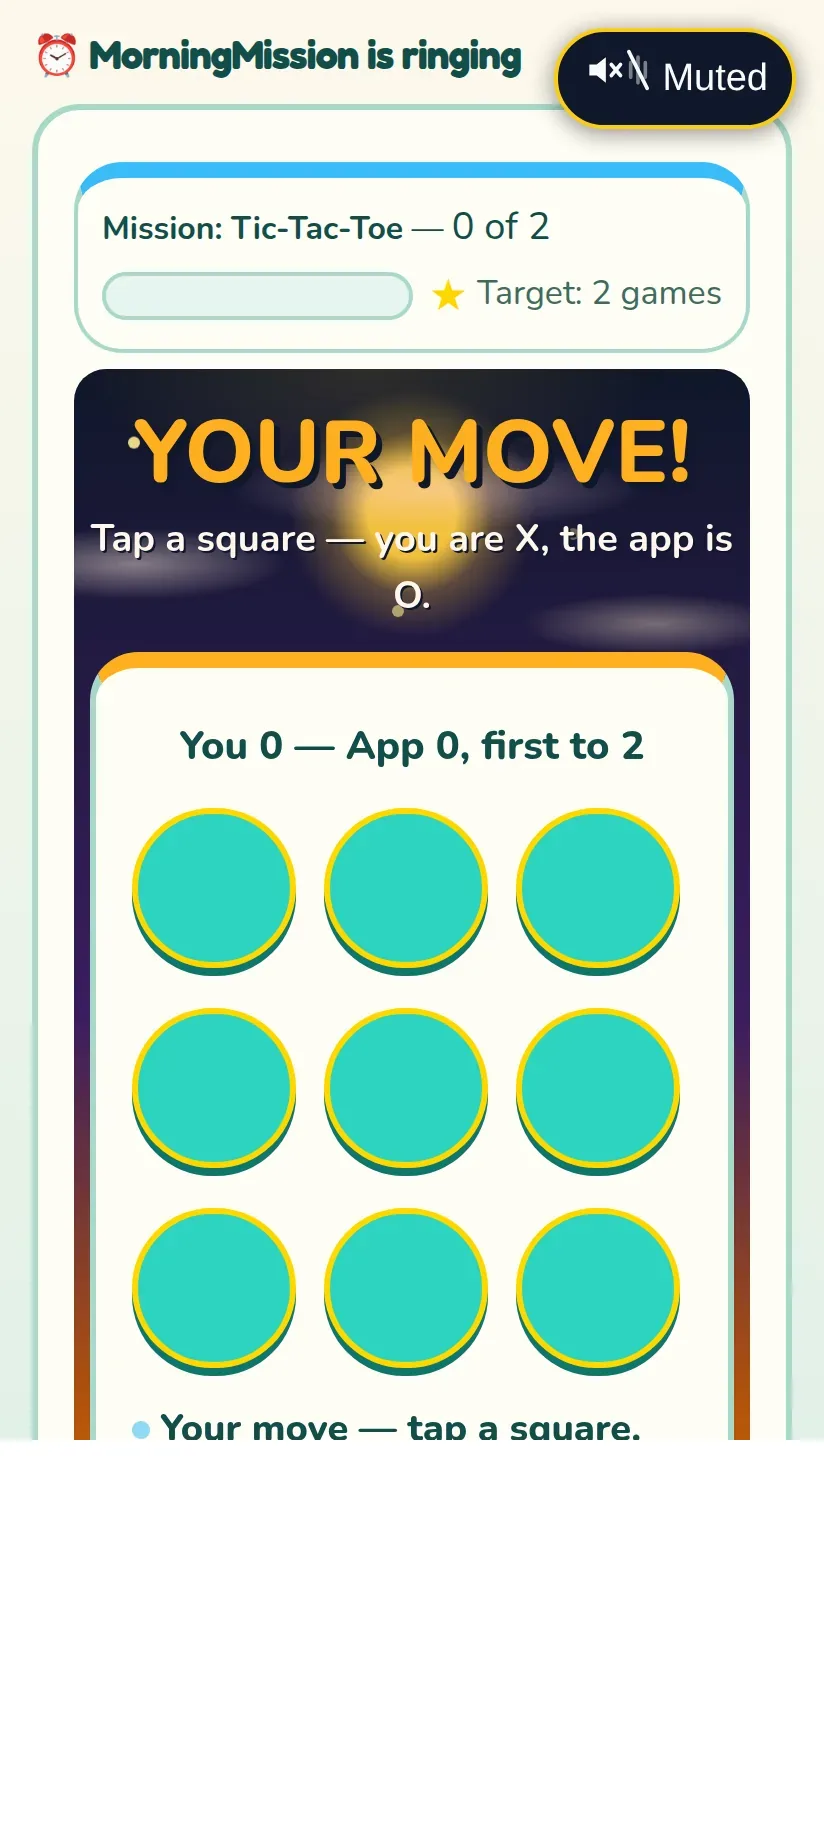 ⏰ MorningMission is ringing
Muted
Mission: Tic-Tac-Toe — 0 of 2
★ Target: 2 games
YOUR MOVE!
Tap a square — you are X, the app is
O.
You 0 — App 0, first to 2
Your move — tap a square.